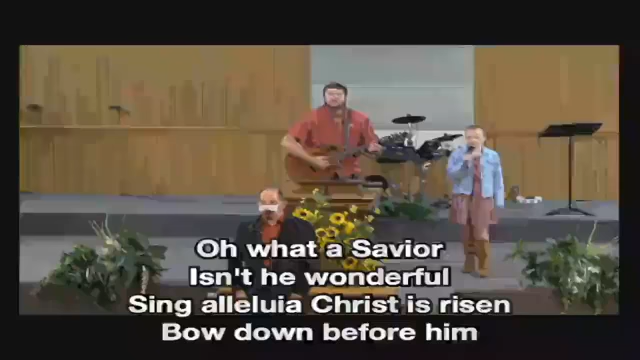 Oh what a Savior
Isn't he wonderful
Sing alleluia Christ is risen
Bow down before him